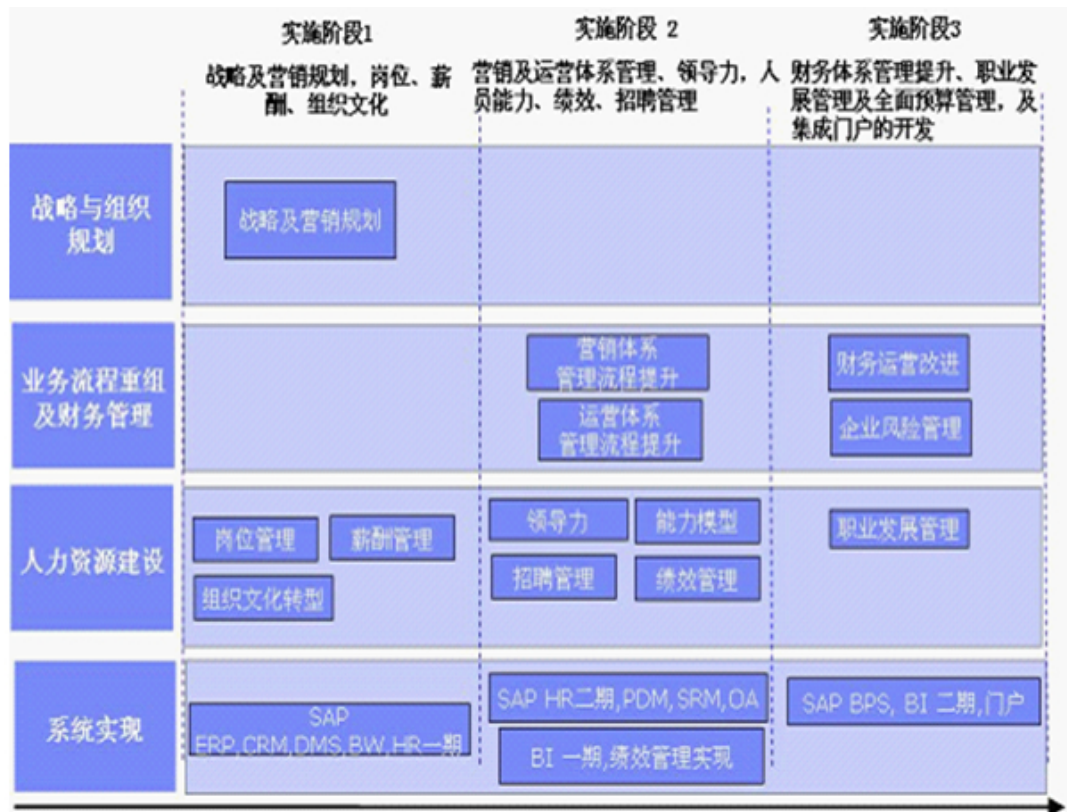 实施阶段1
实施阶段 2
实施阶段3
战略及营销规划，岗位、薪
酬、组织文化
营销及运营体系管理、领导力，人
员能力、绩效、招聘管理
财务体系管理提升、职业发
展管理及全面预算管理，及
集成门户的开发
战略与组织
规划
战略及营销规划
业务流程重组
及财务管理
营销体系
管理流程提升
运营体系
管理流程提升
财务运营改进
企业风险管理
人力资源建设
岗位管理
薪酬管理
组织文化转型
领导力
能力模型
招聘管理
绩效管理
职业发展管理
系统实现
SAP
ERP,CRM,DMS,BW,HR一期
SAP HR二期,PDM,SRM,OA
BI 一期,绩效管理实现
SAP BPS, BI 二期,门户